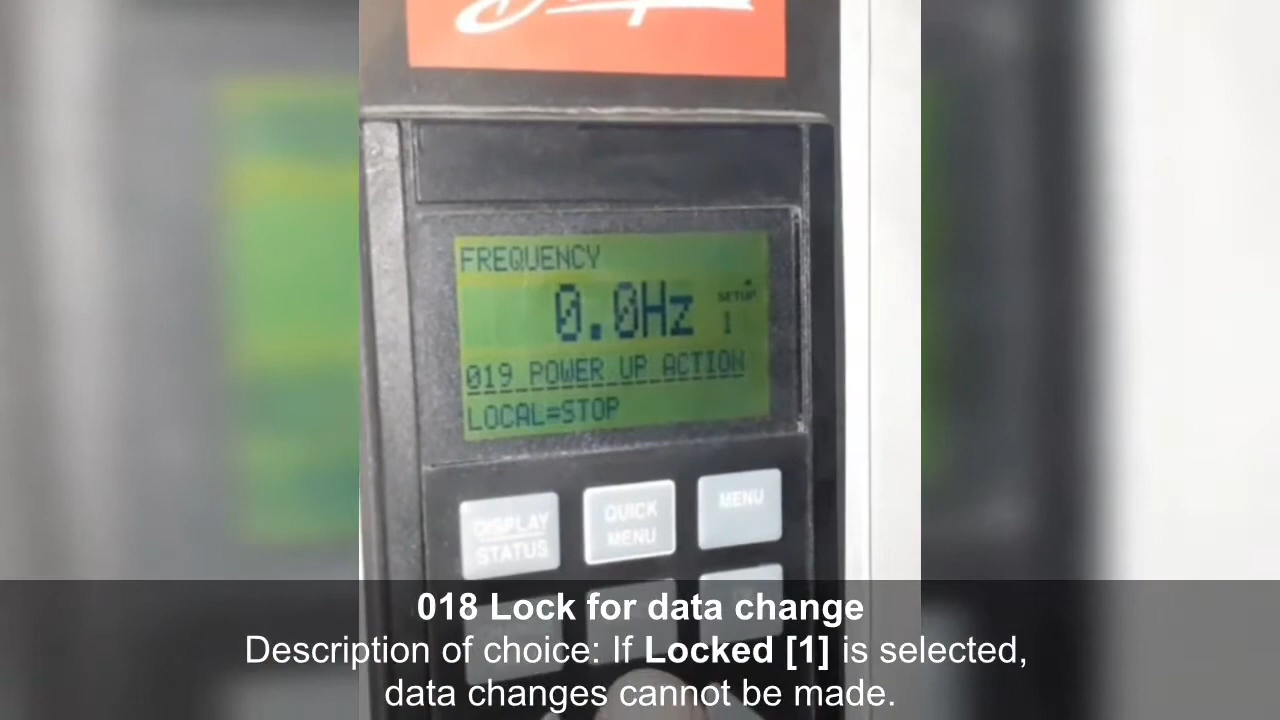 FREQUENCY
0.0Hz
SETUP
1
019 POWER UP ACTION
LOCAL=STOP
DISPLAY
STATUS
QUICK
MENU
MENU
018 Lock for data change
Description of choice: If Locked [1] is selected,
data changes cannot be made.